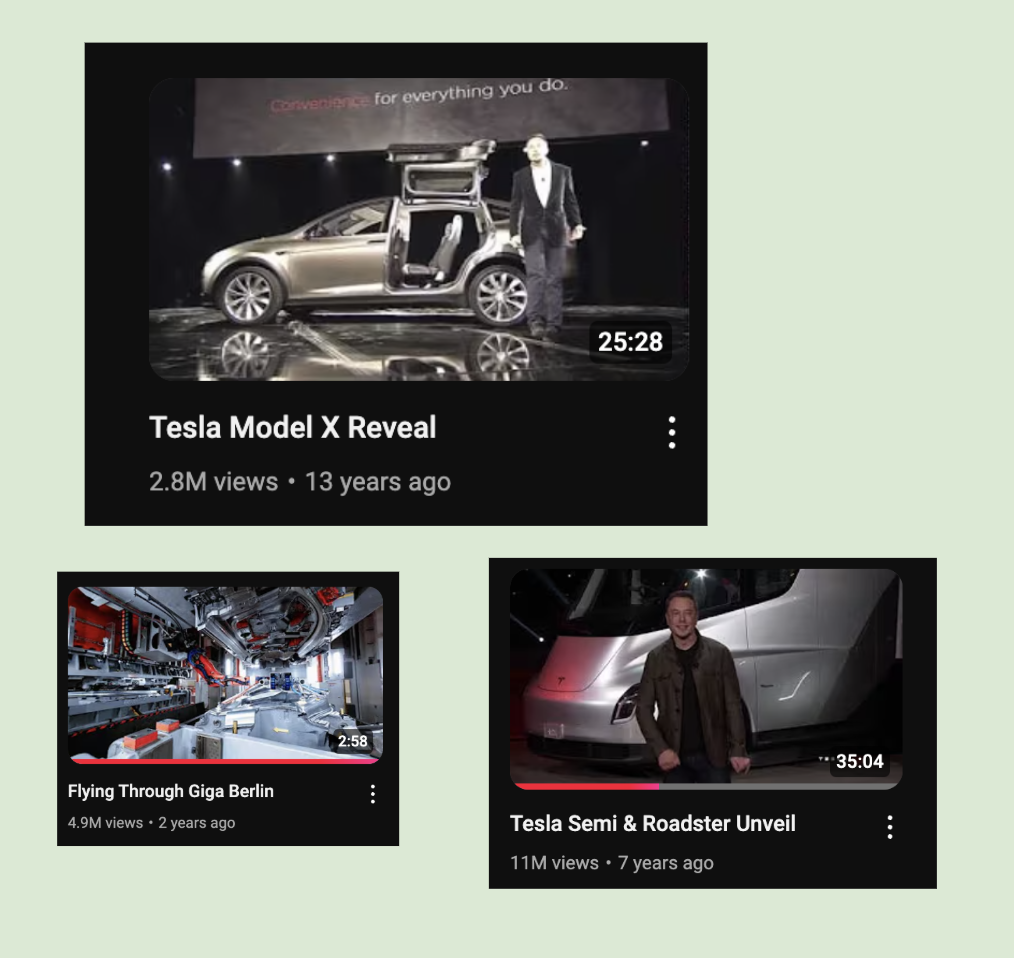 Convenience for everything you do.
25:28
Tesla Model X Reveal
2.8M views • 13 years ago
2:58
Flying Through Giga Berlin
4.9M views • 2 years ago
35:04
Tesla Semi & Roadster Unveil
11M views • 7 years ago